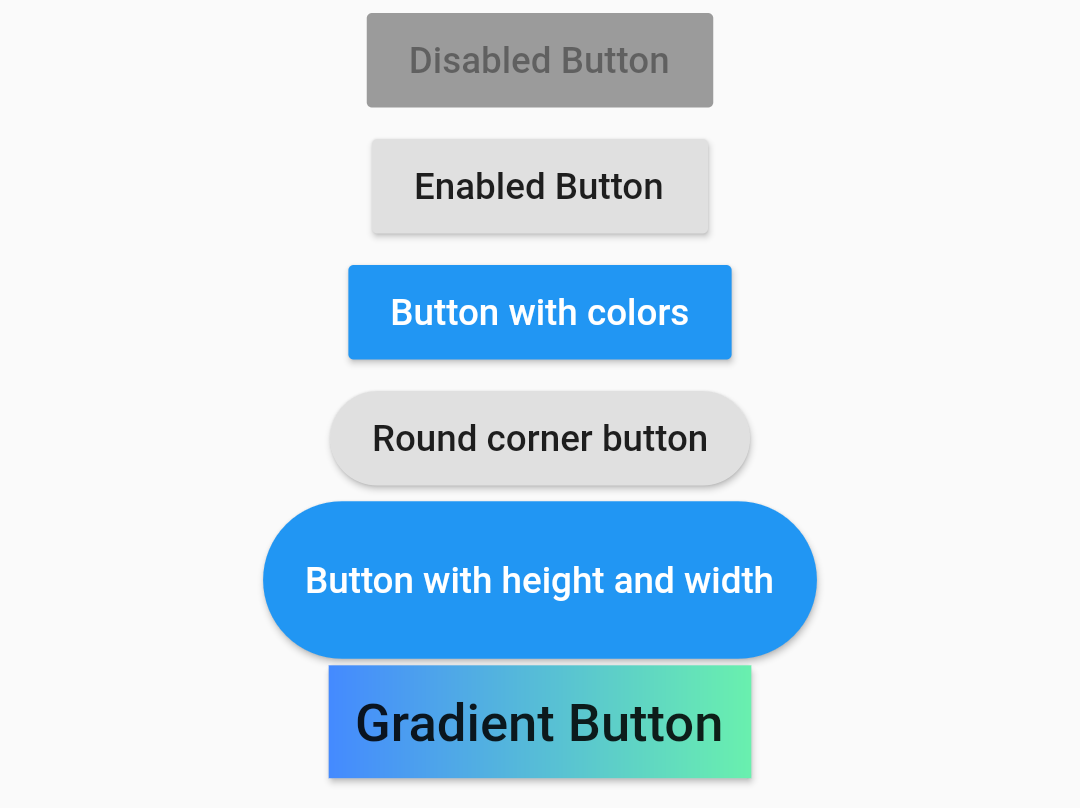 Disabled Button
Enabled Button
Button with colors
Round corner button
Button with height and width
Gradient Button